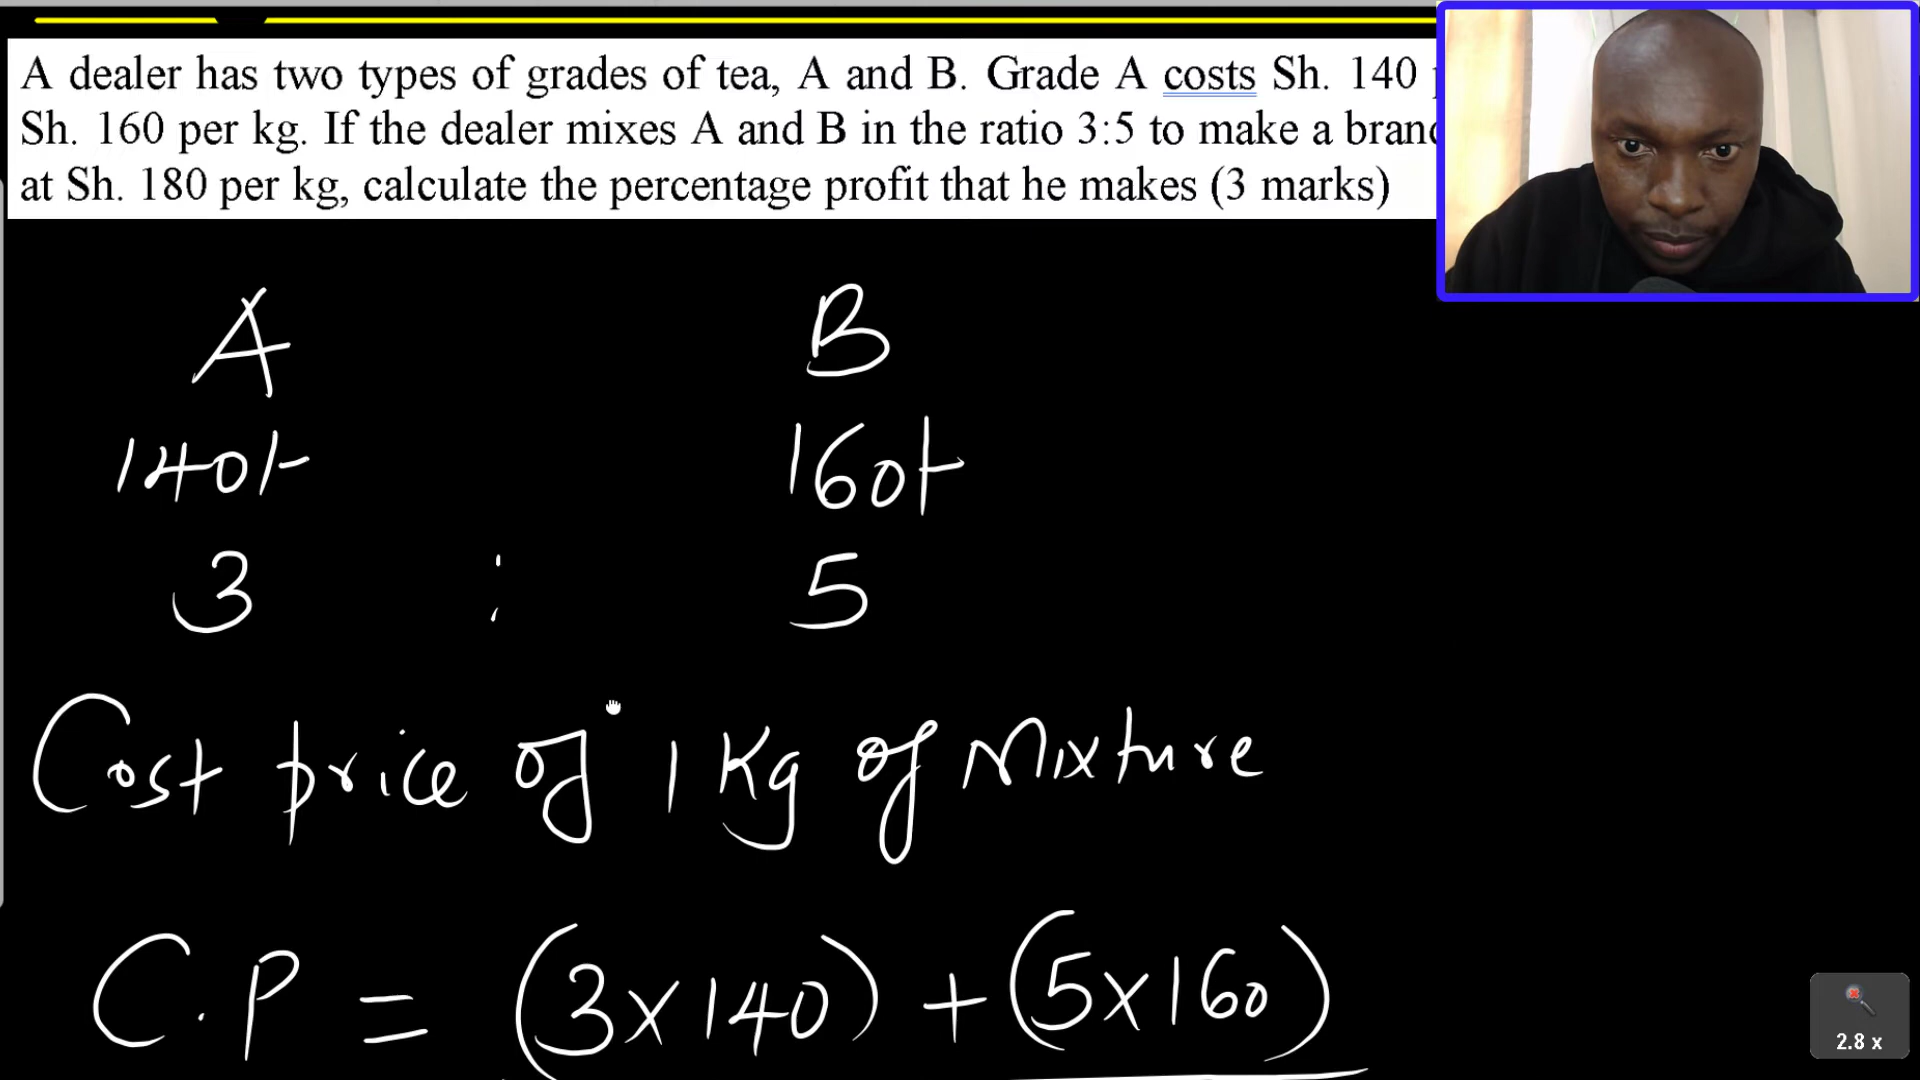 A dealer has two types of grades of tea, A and B. Grade A costs Sh. 140
Sh. 160 per kg. If the dealer mixes A and B in the ratio 3:5 to make a brand
at Sh. 180 per kg, calculate the percentage profit that he makes (3 marks)
A B
140/- 160/-
3 : 5
Cost price of 1 Kg of Mixture
C.P = (3x140) + (5x160)
2.8 x